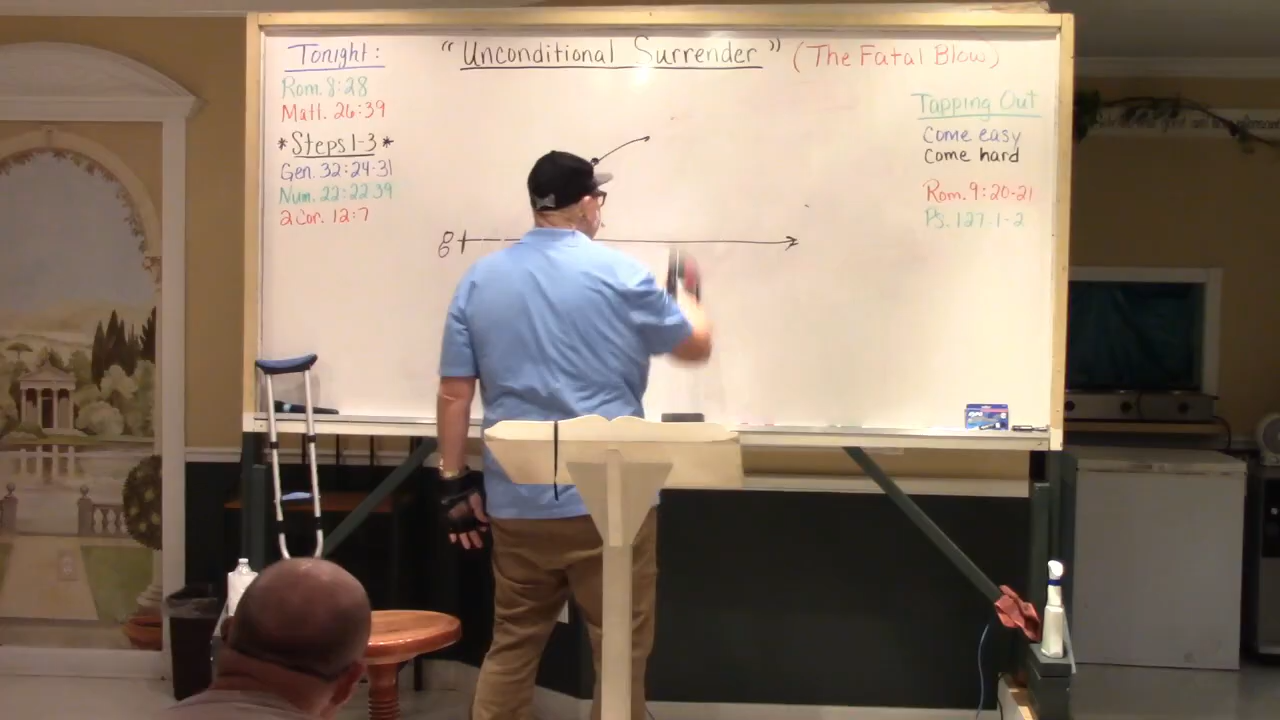 Tonight:
Rom. 8:28
Matt. 26:39
*Steps 1-3*
Gen. 32:24-31
Num. 22:22-39
2 Cor. 12:7
"Unconditional Surrender" (The Fatal Blow)
8
Tapping Out
Come easy
Come hard
Rom. 9:20-21
Ps. 127:1-2